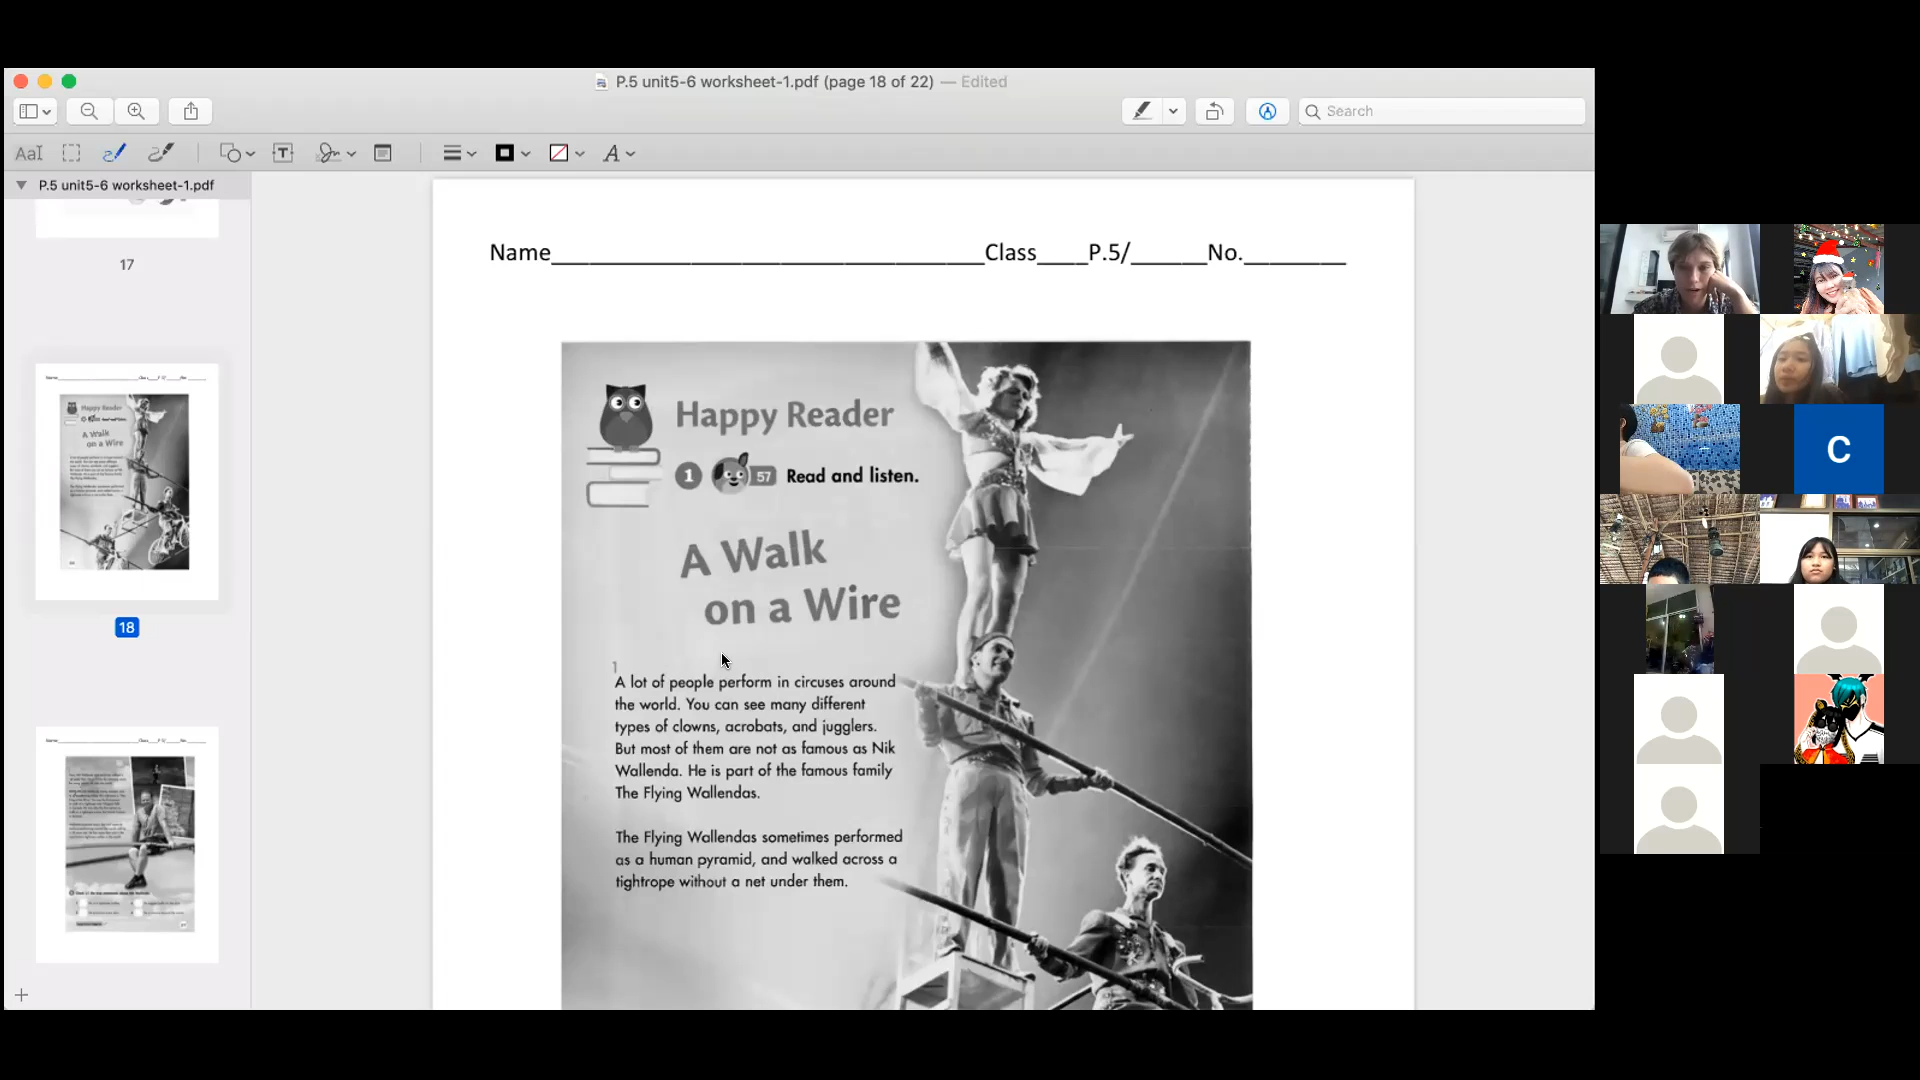 P.5 unit5-6 worksheet-1.pdf (page 18 of 22) — Edited
Search
AaI
T
A
P.5 unit5-6 worksheet-1.pdf
17
18
Name__________________________________Class____P.5/______No.________
Happy Reader
1 57 Read and listen.
A Walk
on a Wire
1
A lot of people perform in circuses around
the world. You can see many different
types of clowns, acrobats, and jugglers.
But most of them are not as famous as Nik
Wallenda. He is part of the famous family
The Flying Wallendas.
The Flying Wallendas sometimes performed
as a human pyramid, and walked across a
tightrope without a net under them.
C